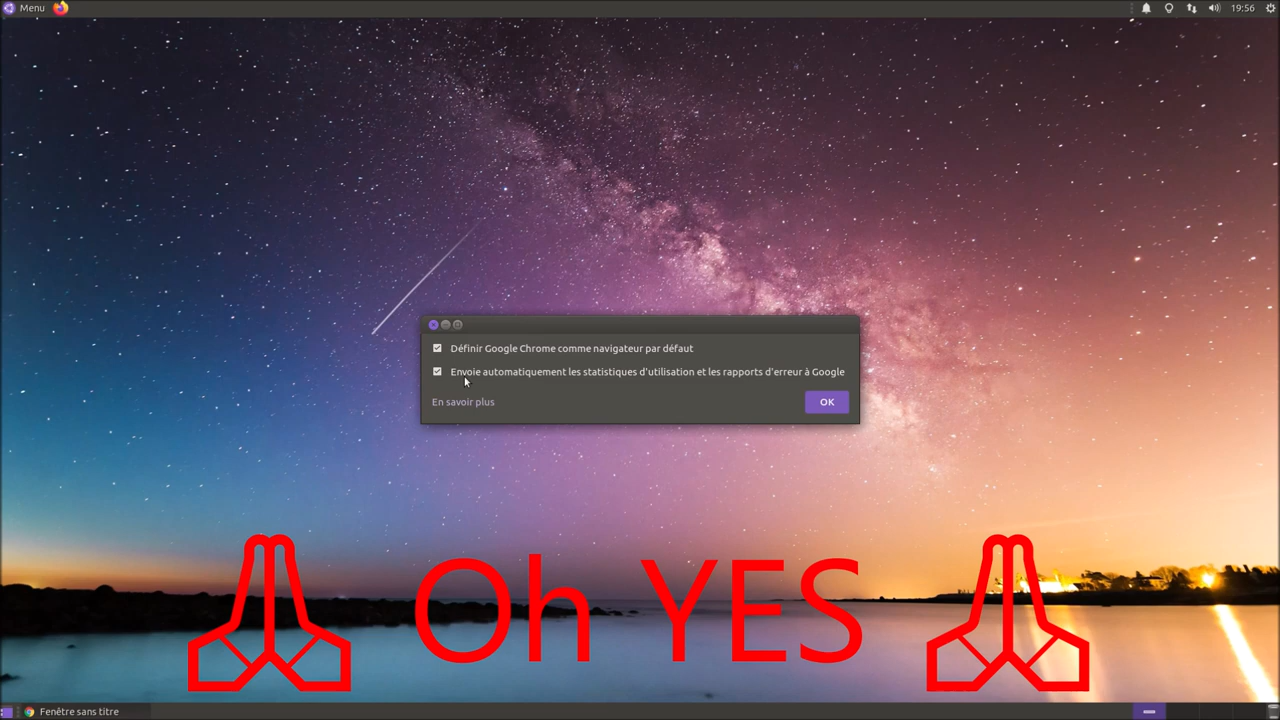 Menu
19:56
Définir Google Chrome comme navigateur par défaut
Envoie automatiquement les statistiques d'utilisation et les rapports d'erreur à Google
En savoir plus
OK
Oh YES
Fenêtre sans titre